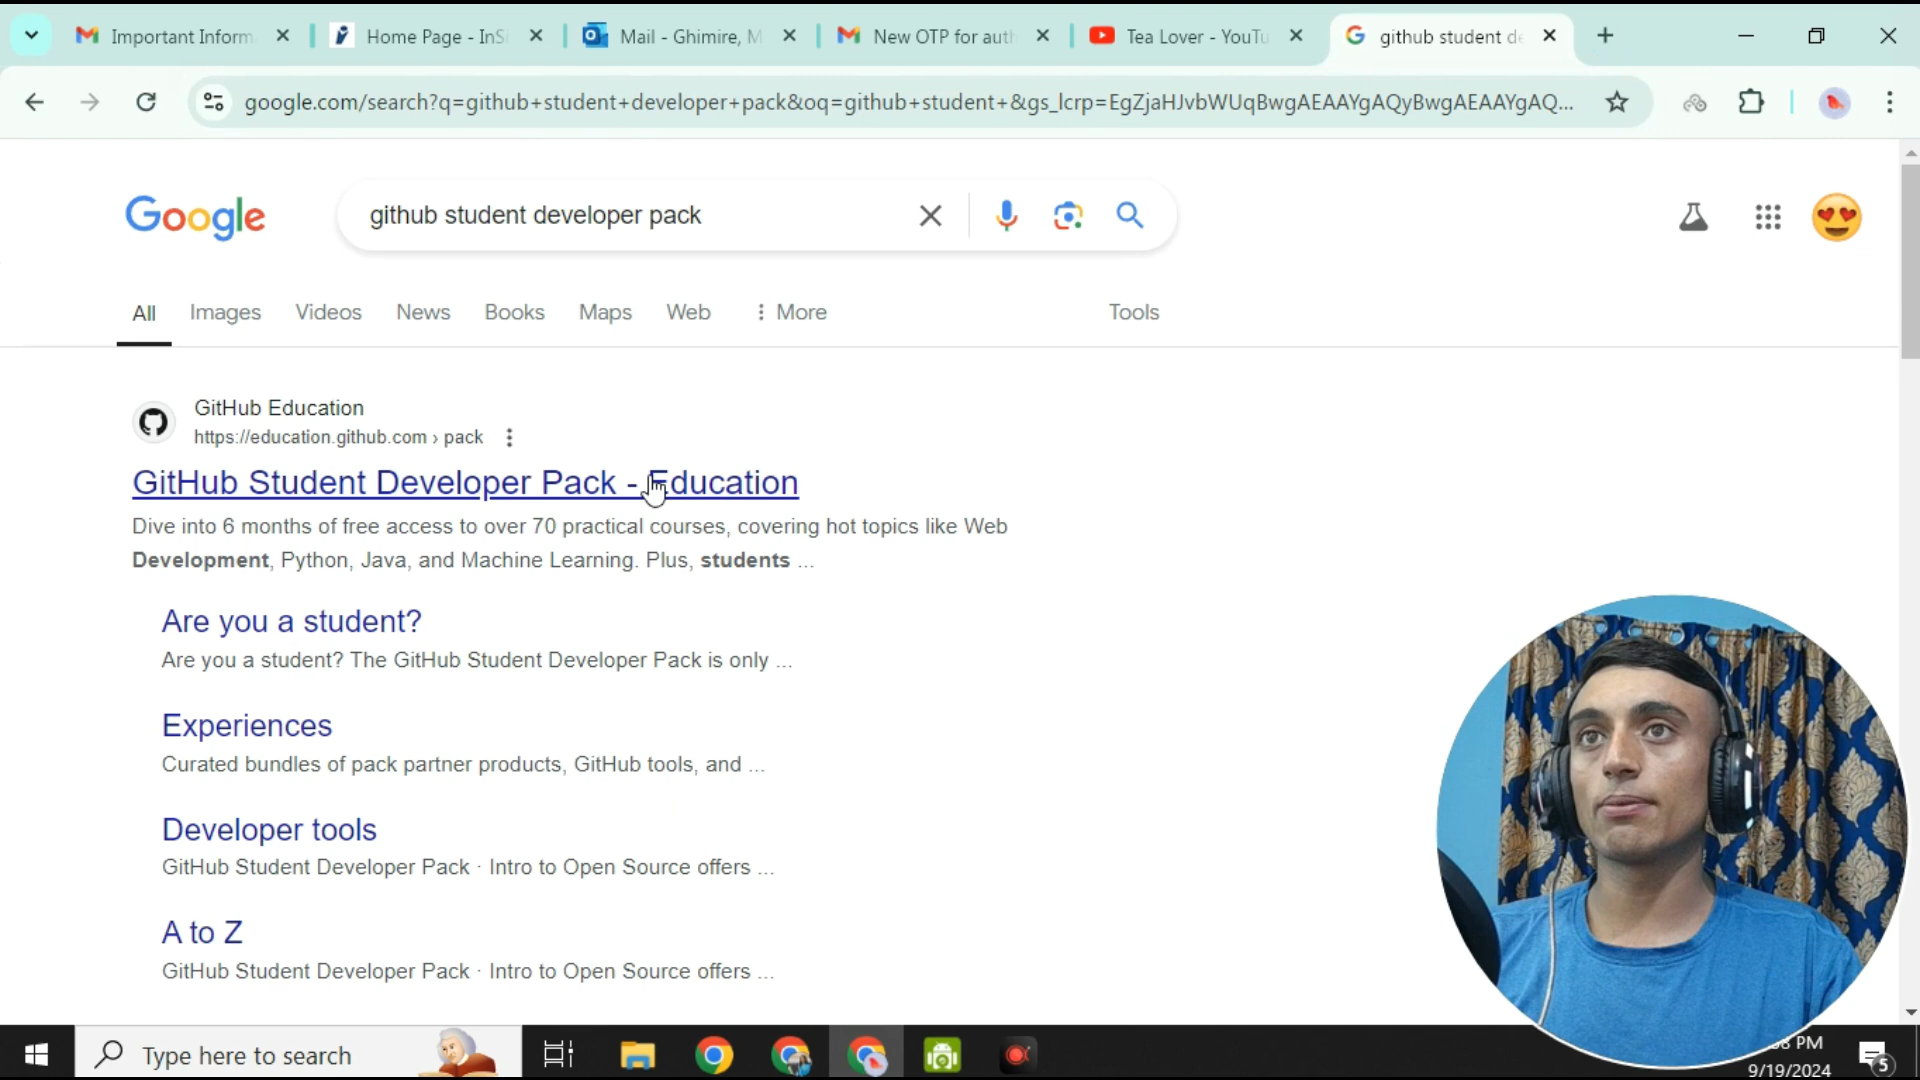 Important Inform
Home Page - InSi
Mail - Ghimire, M
New OTP for auth
Tea Lover - YouTu
github student de
google.com/search?q=github+student+developer+pack&oq=github+student+&gs_lcrp=EgZjaHJvbWUqBwgAEAAYgAQyBwgAEAAYgAQ...
Google
github student developer pack
All
Images
Videos
News
Books
Maps
Web
More
Tools
GitHub Education
https://education.github.com › pack
GitHub Student Developer Pack - Education
Dive into 6 months of free access to over 70 practical courses, covering hot topics like Web
Development, Python, Java, and Machine Learning. Plus, students ...
Are you a student?
Are you a student? The GitHub Student Developer Pack is only ...
Experiences
Curated bundles of pack partner products, GitHub tools, and ...
Developer tools
GitHub Student Developer Pack · Intro to Open Source offers ...
A to Z
GitHub Student Developer Pack · Intro to Open Source offers ...
Type here to search
PM
9/19/2024
5